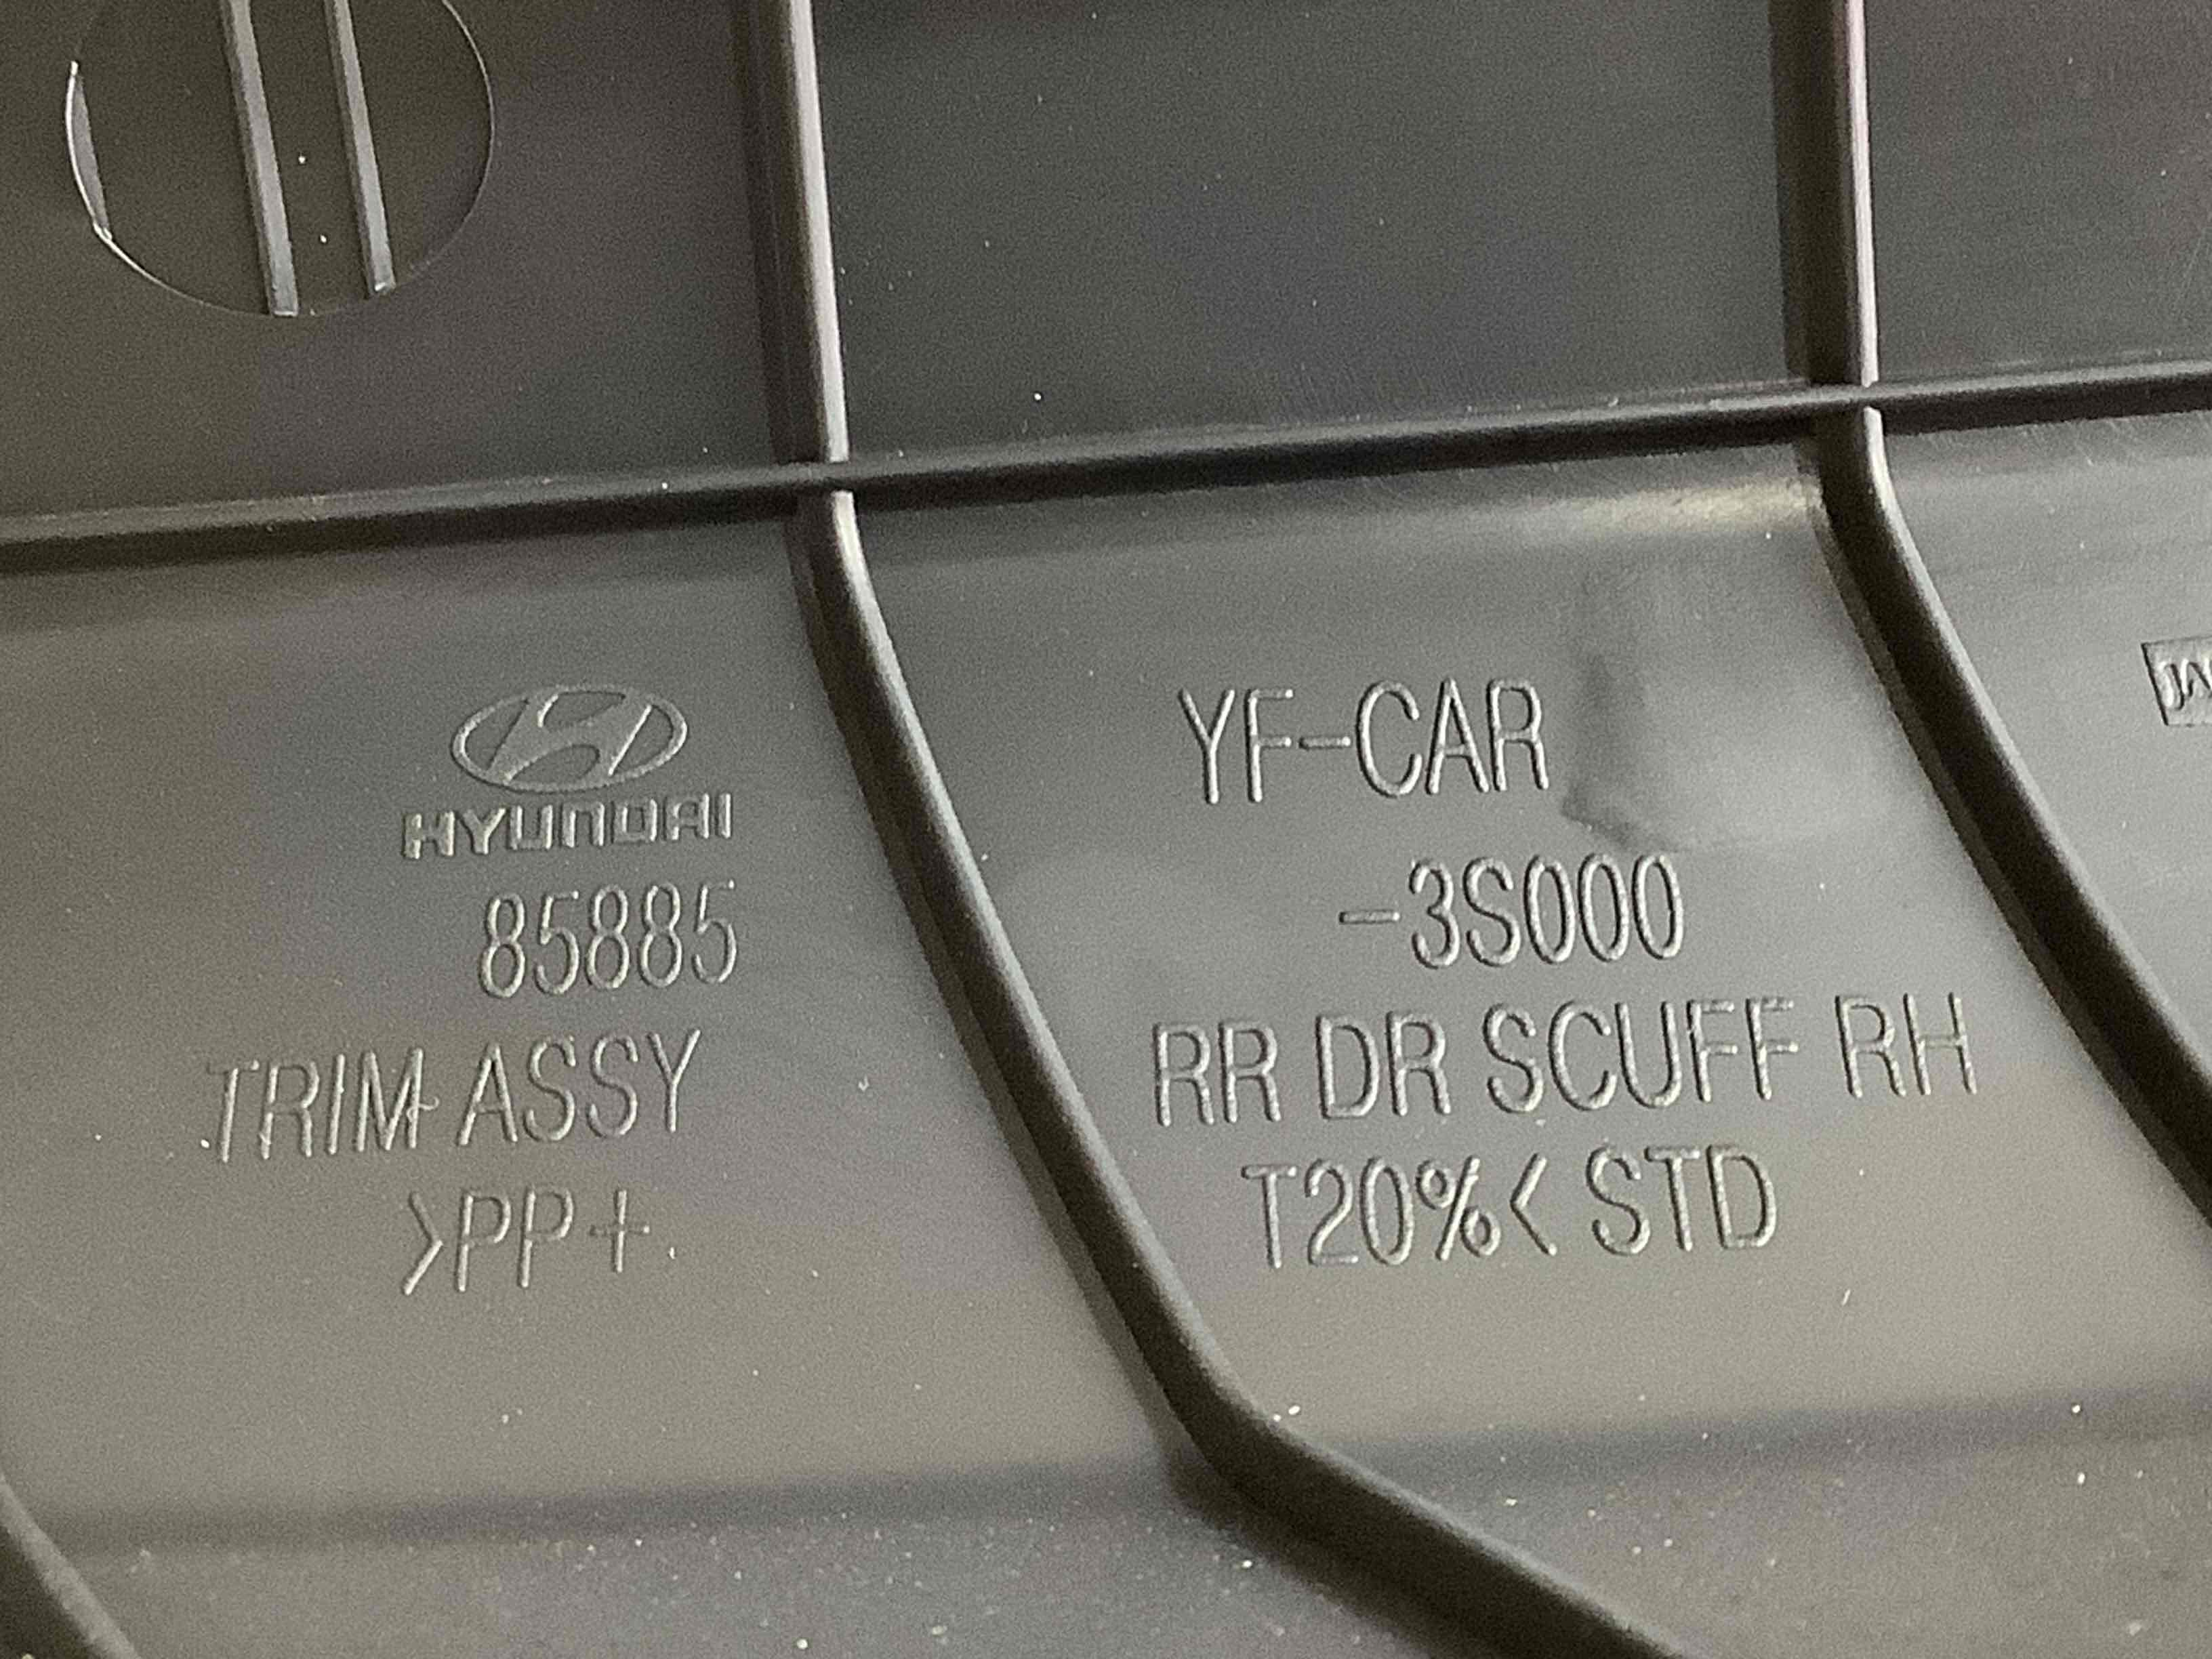 HYUNDAI YF-CAR
85885 -3S000
TRIM ASSY RR DR SCUFF RH
>PP+ T20%< STD